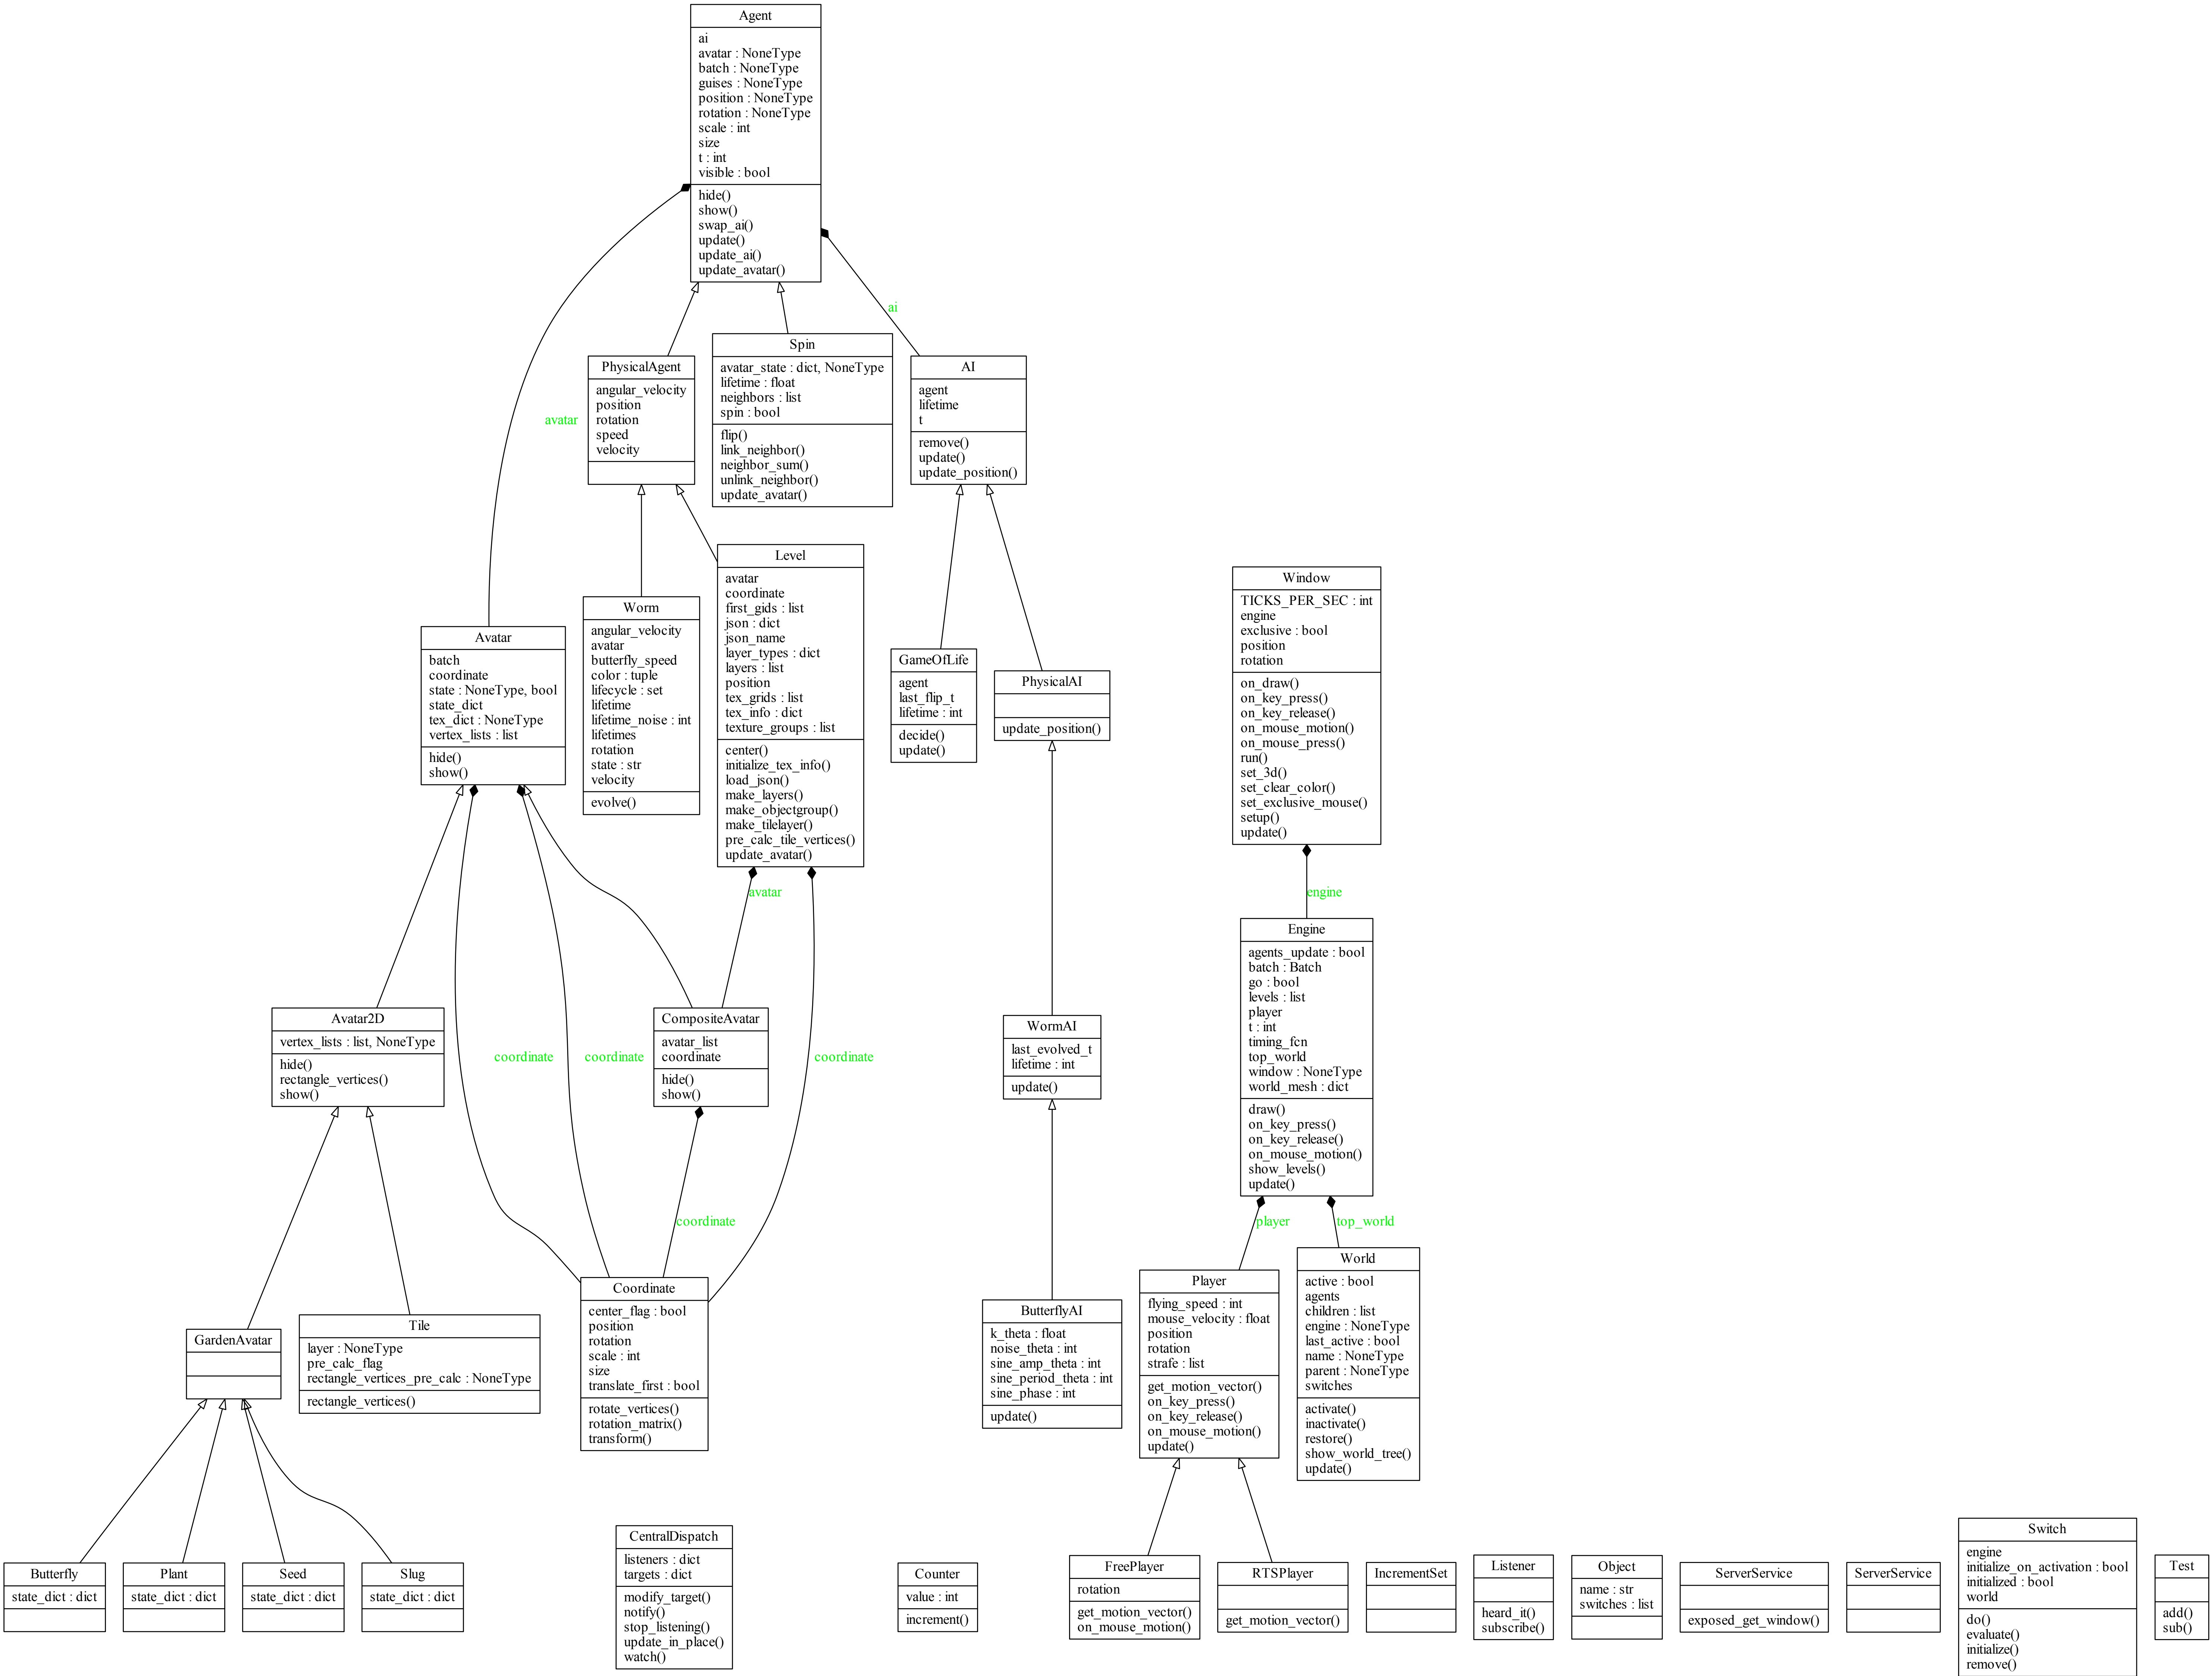 Agent
ai
avatar : NoneType
batch : NoneType
guises : NoneType
position : NoneType
rotation : NoneType
scale : int
size
t : int
visible : bool
hide()
show()
swap_ai()
update()
update_ai()
update_avatar()
ai
avatar
PhysicalAgent
angular_velocity
position
rotation
speed
velocity
Spin
avatar_state : dict, NoneType
lifetime : float
neighbors : list
spin : bool
flip()
link_neighbor()
neighbor_sum()
unlink_neighbor()
update_avatar()
AI
agent
lifetime
t
remove()
update()
update_position()
Avatar
batch
coordinate
state : NoneType, bool
state_dict
tex_dict : NoneType
vertex_lists : list
hide()
show()
Worm
angular_velocity
avatar
butterfly_speed
color : tuple
lifecycle : set
lifetime
lifetime_noise : int
lifetimes
rotation
state : str
velocity
evolve()
Level
avatar
coordinate
first_gids : list
json : dict
json_name
layer_types : dict
layers : list
position
tex_grids : list
tex_info : dict
texture_groups : list
center()
initialize_tex_info()
load_json()
make_layers()
make_objectgroup()
make_tilelayer()
pre_calc_tile_vertices()
update_avatar()
GameOfLife
agent
last_flip_t
lifetime : int
decide()
update()
PhysicalAI
update_position()
Window
TICKS_PER_SEC : int
engine
exclusive : bool
position
rotation
on_draw()
on_key_press()
on_key_release()
on_mouse_motion()
on_mouse_press()
run()
set_3d()
set_clear_color()
set_exclusive_mouse()
setup()
update()
avatar
engine
Avatar2D
vertex_lists : list, NoneType
hide()
rectangle_vertices()
show()
coordinate
coordinate
CompositeAvatar
avatar_list
coordinate
hide()
show()
coordinate
WormAI
last_evolved_t
lifetime : int
update()
Engine
agents_update : bool
batch : Batch
go : bool
levels : list
player
t : int
timing_fcn
top_world
window : NoneType
world_mesh : dict
draw()
on_key_press()
on_key_release()
on_mouse_motion()
show_levels()
update()
coordinate
player
top_world
GardenAvatar
Tile
layer : NoneType
pre_calc_flag
rectangle_vertices_pre_calc : NoneType
rectangle_vertices()
Coordinate
center_flag : bool
position
rotation
scale : int
size
translate_first : bool
rotate_vertices()
rotation_matrix()
transform()
ButterflyAI
k_theta : float
noise_theta : int
sine_amp_theta : int
sine_period_theta : int
sine_phase : int
update()
Player
flying_speed : int
mouse_velocity : float
position
rotation
strafe : list
get_motion_vector()
on_key_press()
on_key_release()
on_mouse_motion()
update()
World
active : bool
agents
children : list
engine : NoneType
last_active : bool
name : NoneType
parent : NoneType
switches
activate()
inactivate()
restore()
show_world_tree()
update()
Butterfly
state_dict : dict
Plant
state_dict : dict
Seed
state_dict : dict
Slug
state_dict : dict
CentralDispatch
listeners : dict
targets : dict
modify_target()
notify()
stop_listening()
update_in_place()
watch()
Counter
value : int
increment()
FreePlayer
rotation
get_motion_vector()
on_mouse_motion()
RTSPlayer
get_motion_vector()
IncrementSet
Listener
heard_it()
subscribe()
Object
name : str
switches : list
ServerService
exposed_get_window()
ServerService
Switch
engine
initialize_on_activation : bool
initialized : bool
world
do()
evaluate()
initialize()
remove()
Test
add()
sub()